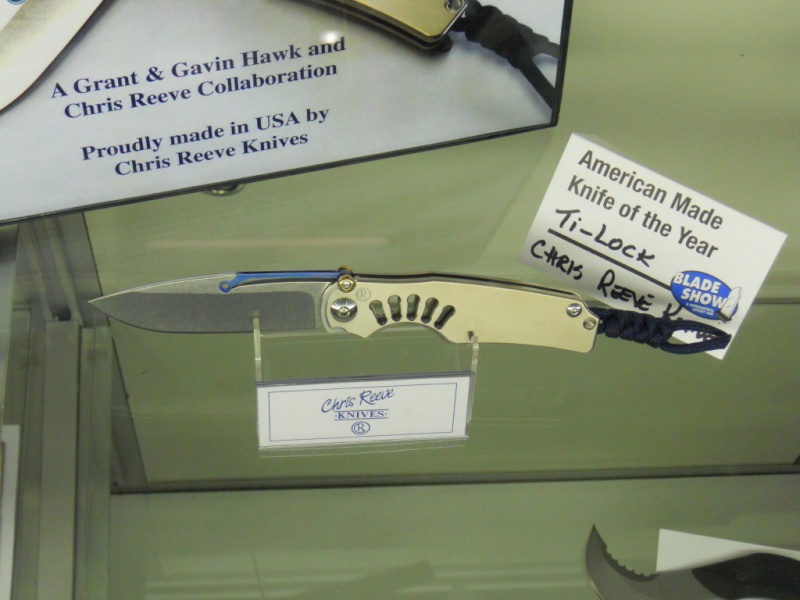 A Grant & Gavin Hawk and
Chris Reeve Collaboration
Proudly made in USA by
Chris Reeve Knives
American Made
Knife of the Year
Ti-Lock
Chris Reeve
BLADE
SHOW
Chris Reeve
·KNIVES·
R
R